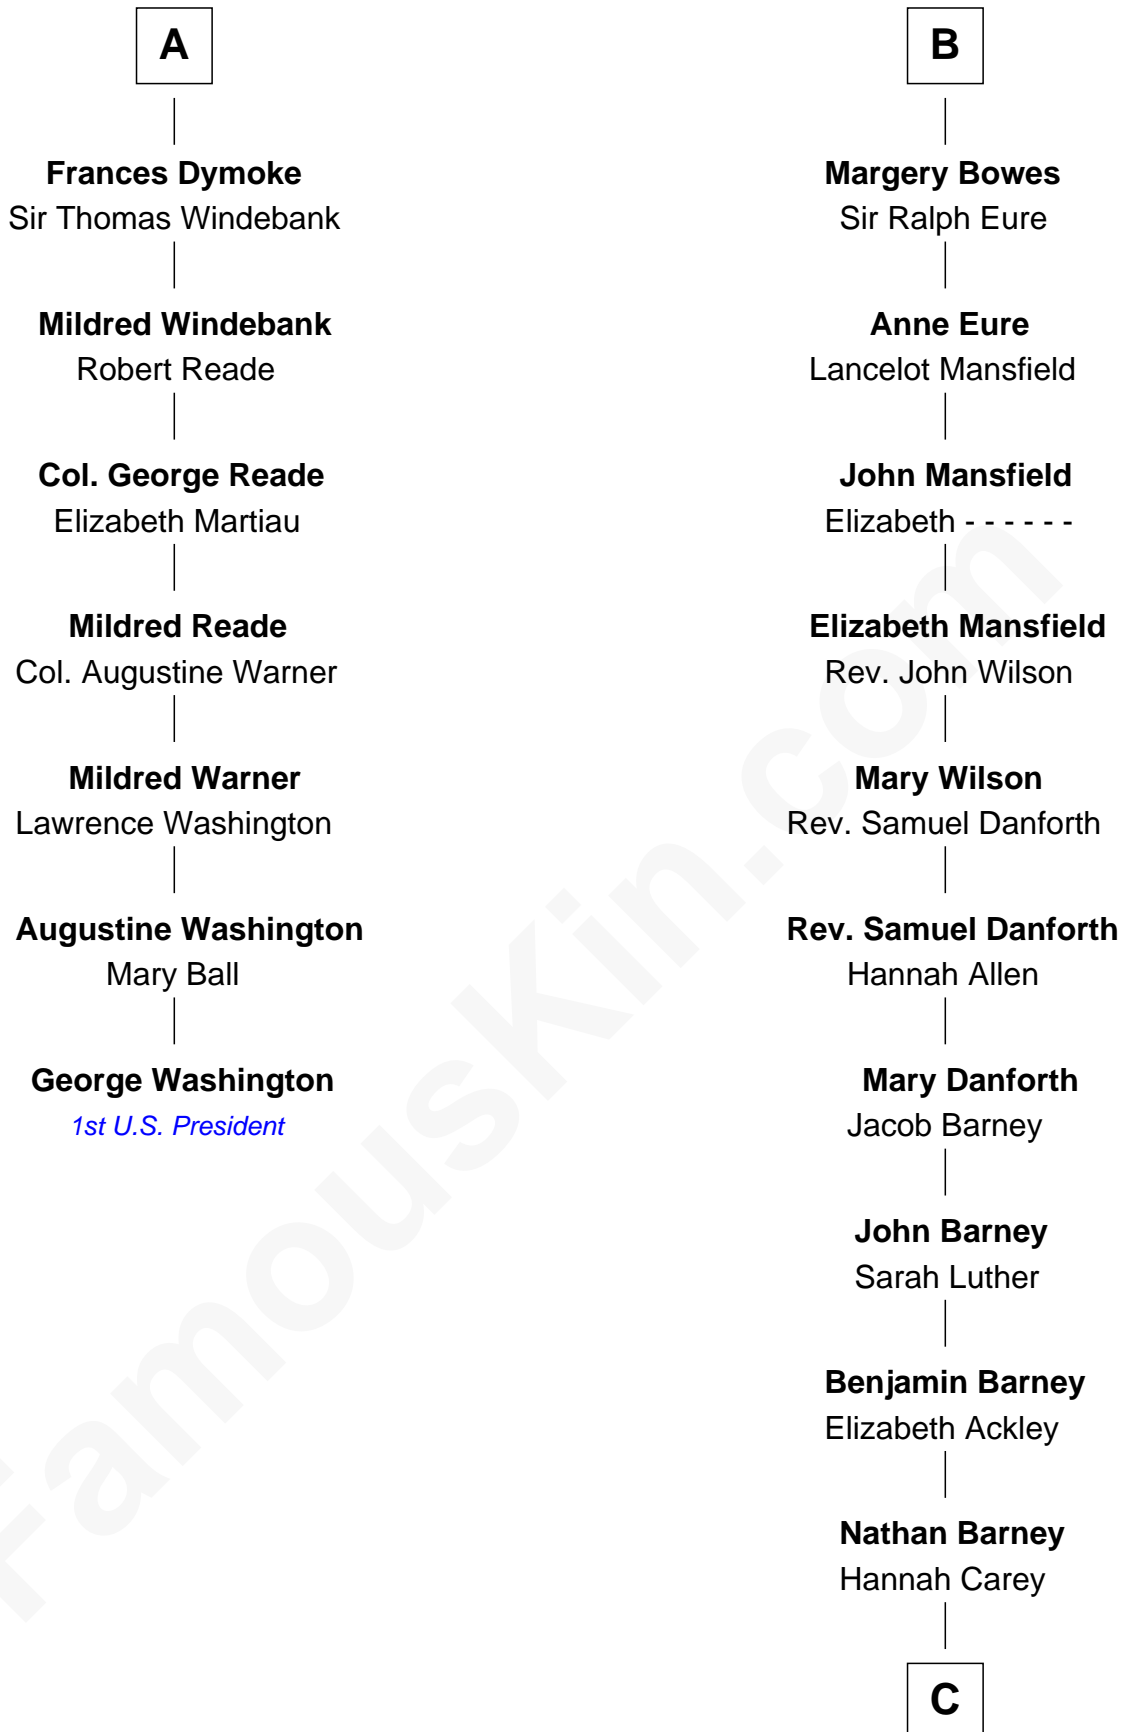 A
Frances Dymoke
Sir Thomas Windebank
Mildred Windebank
Robert Reade
Col. George Reade
Elizabeth Martiau
Mildred Reade
Col. Augustine Warner
Mildred Warner
Lawrence Washington
Augustine Washington
Mary Ball
George Washington
1st U.S. President
B
Margery Bowes
Sir Ralph Eure
Anne Eure
Lancelot Mansfield
John Mansfield
Elizabeth - - - - - -
Elizabeth Mansfield
Rev. John Wilson
Mary Wilson
Rev. Samuel Danforth
Rev. Samuel Danforth
Hannah Allen
Mary Danforth
Jacob Barney
John Barney
Sarah Luther
Benjamin Barney
Elizabeth Ackley
Nathan Barney
Hannah Carey
C
FamousKin.com